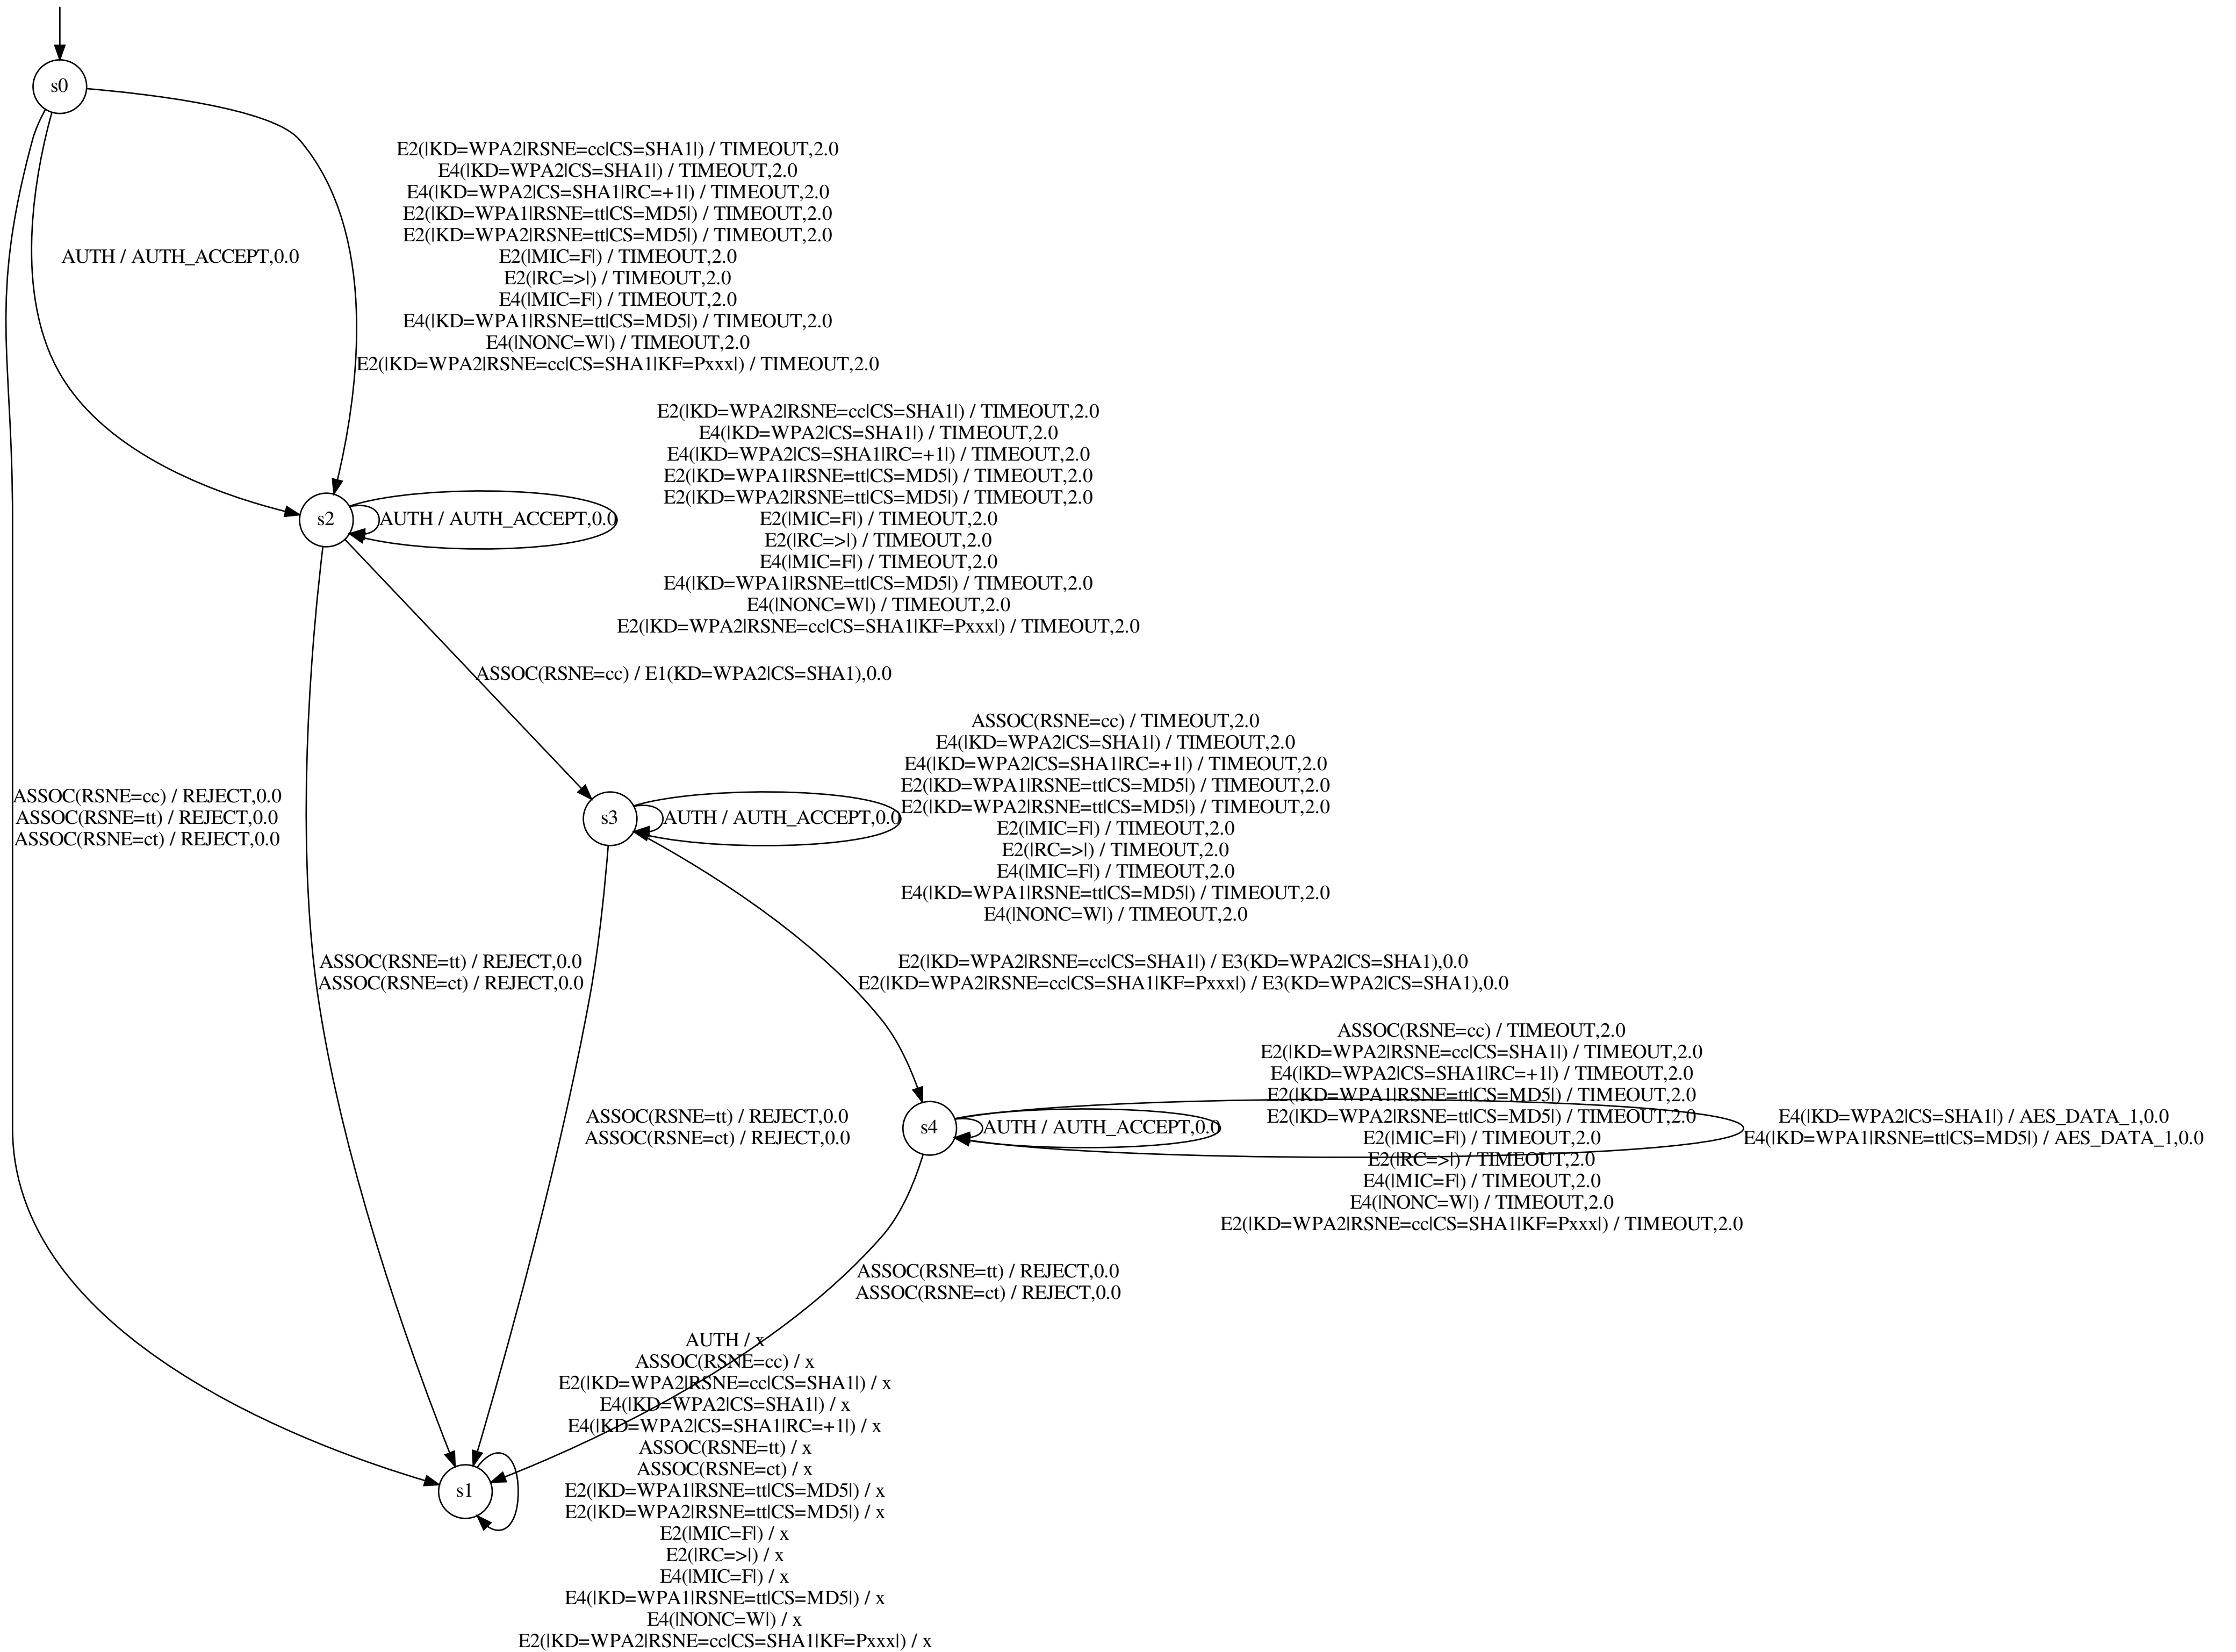 s0
E2(|KD=WPA2|RSNE=cc|CS=SHA1|) / TIMEOUT,2.0
E4(|KD=WPA2|CS=SHA1|) / TIMEOUT,2.0
E4(|KD=WPA2|CS=SHA1|RC=+1|) / TIMEOUT,2.0
E2(|KD=WPA1|RSNE=tt|CS=MD5|) / TIMEOUT,2.0
E2(|KD=WPA2|RSNE=tt|CS=MD5|) / TIMEOUT,2.0
E2(|MIC=F|) / TIMEOUT,2.0
E2(|RC=>|) / TIMEOUT,2.0
E4(|MIC=F|) / TIMEOUT,2.0
E4(|KD=WPA1|RSNE=tt|CS=MD5|) / TIMEOUT,2.0
E4(|NONC=W|) / TIMEOUT,2.0
E2(|KD=WPA2|RSNE=cc|CS=SHA1|KF=Pxxx|) / TIMEOUT,2.0
AUTH / AUTH_ACCEPT,0.0
E2(|KD=WPA2|RSNE=cc|CS=SHA1|) / TIMEOUT,2.0
E4(|KD=WPA2|CS=SHA1|) / TIMEOUT,2.0
E4(|KD=WPA2|CS=SHA1|RC=+1|) / TIMEOUT,2.0
E2(|KD=WPA1|RSNE=tt|CS=MD5|) / TIMEOUT,2.0
E2(|KD=WPA2|RSNE=tt|CS=MD5|) / TIMEOUT,2.0
E2(|MIC=F|) / TIMEOUT,2.0
E2(|RC=>|) / TIMEOUT,2.0
E4(|MIC=F|) / TIMEOUT,2.0
E4(|KD=WPA1|RSNE=tt|CS=MD5|) / TIMEOUT,2.0
E4(|NONC=W|) / TIMEOUT,2.0
E2(|KD=WPA2|RSNE=cc|CS=SHA1|KF=Pxxx|) / TIMEOUT,2.0
s2
AUTH / AUTH_ACCEPT,0.0
ASSOC(RSNE=cc) / E1(KD=WPA2|CS=SHA1),0.0
ASSOC(RSNE=cc) / TIMEOUT,2.0
E4(|KD=WPA2|CS=SHA1|) / TIMEOUT,2.0
E4(|KD=WPA2|CS=SHA1|RC=+1|) / TIMEOUT,2.0
E2(|KD=WPA1|RSNE=tt|CS=MD5|) / TIMEOUT,2.0
E2(|KD=WPA2|RSNE=tt|CS=MD5|) / TIMEOUT,2.0
E2(|MIC=F|) / TIMEOUT,2.0
E2(|RC=>|) / TIMEOUT,2.0
E4(|MIC=F|) / TIMEOUT,2.0
E4(|KD=WPA1|RSNE=tt|CS=MD5|) / TIMEOUT,2.0
E4(|NONC=W|) / TIMEOUT,2.0
s3
AUTH / AUTH_ACCEPT,0.0
ASSOC(RSNE=cc) / REJECT,0.0
ASSOC(RSNE=tt) / REJECT,0.0
ASSOC(RSNE=ct) / REJECT,0.0
ASSOC(RSNE=tt) / REJECT,0.0
ASSOC(RSNE=ct) / REJECT,0.0
E2(|KD=WPA2|RSNE=cc|CS=SHA1|) / E3(KD=WPA2|CS=SHA1),0.0
E2(|KD=WPA2|RSNE=cc|CS=SHA1|KF=Pxxx|) / E3(KD=WPA2|CS=SHA1),0.0
ASSOC(RSNE=tt) / REJECT,0.0
ASSOC(RSNE=ct) / REJECT,0.0
s4
AUTH / AUTH_ACCEPT,0.0
ASSOC(RSNE=cc) / TIMEOUT,2.0
E2(|KD=WPA2|RSNE=cc|CS=SHA1|) / TIMEOUT,2.0
E4(|KD=WPA2|CS=SHA1|RC=+1|) / TIMEOUT,2.0
E2(|KD=WPA1|RSNE=tt|CS=MD5|) / TIMEOUT,2.0
E2(|KD=WPA2|RSNE=tt|CS=MD5|) / TIMEOUT,2.0
E2(|MIC=F|) / TIMEOUT,2.0
E2(|RC=>|) / TIMEOUT,2.0
E4(|MIC=F|) / TIMEOUT,2.0
E4(|NONC=W|) / TIMEOUT,2.0
E2(|KD=WPA2|RSNE=cc|CS=SHA1|KF=Pxxx|) / TIMEOUT,2.0
E4(|KD=WPA2|CS=SHA1|) / AES_DATA_1,0.0
E4(|KD=WPA1|RSNE=tt|CS=MD5|) / AES_DATA_1,0.0
ASSOC(RSNE=tt) / REJECT,0.0
ASSOC(RSNE=ct) / REJECT,0.0
s1
AUTH / x
ASSOC(RSNE=cc) / x
E2(|KD=WPA2|RSNE=cc|CS=SHA1|) / x
E4(|KD=WPA2|CS=SHA1|) / x
E4(|KD=WPA2|CS=SHA1|RC=+1|) / x
ASSOC(RSNE=tt) / x
ASSOC(RSNE=ct) / x
E2(|KD=WPA1|RSNE=tt|CS=MD5|) / x
E2(|KD=WPA2|RSNE=tt|CS=MD5|) / x
E2(|MIC=F|) / x
E2(|RC=>|) / x
E4(|MIC=F|) / x
E4(|KD=WPA1|RSNE=tt|CS=MD5|) / x
E4(|NONC=W|) / x
E2(|KD=WPA2|RSNE=cc|CS=SHA1|KF=Pxxx|) / x